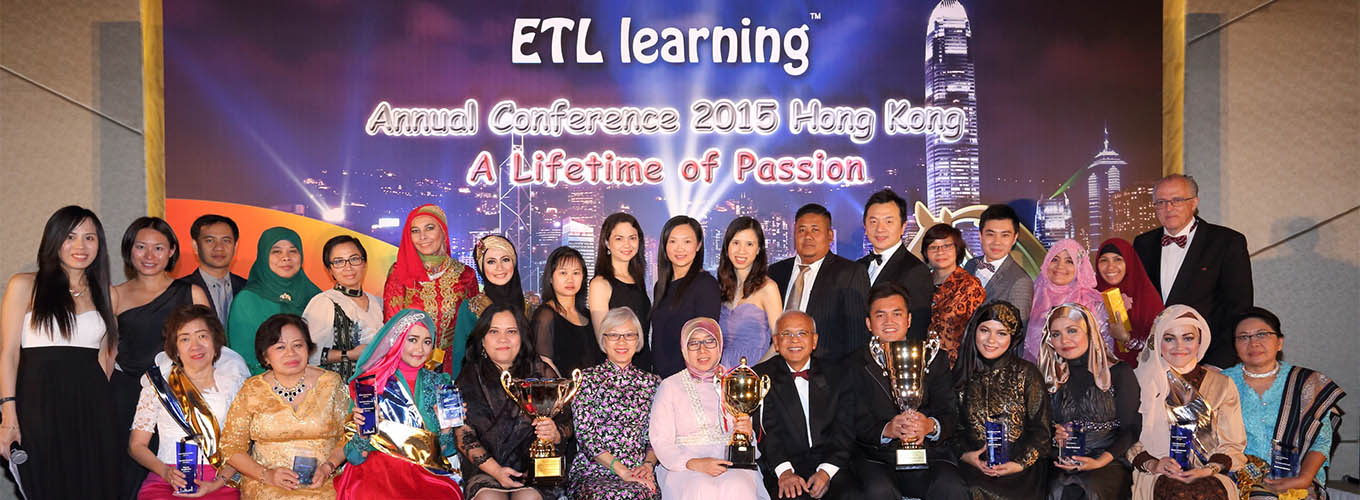 ETL learning™
Annual Conference 2015 Hong Kong
A Lifetime of Passion